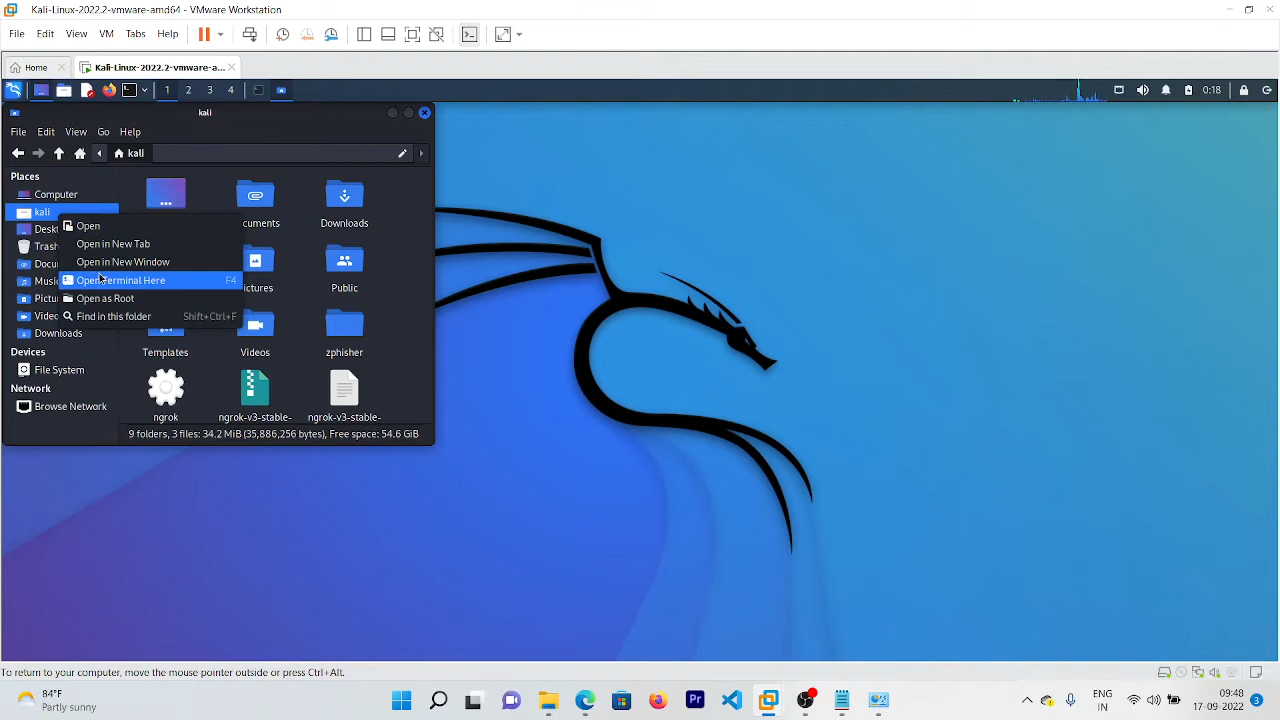 Kali-Linux-2022.2-vmware-amd64 - VMware Workstation
File Edit View VM Tabs Help
Home Kali-Linux-2022.2-vmware-a...
1 2 3 4 0:18
kali
File Edit View Go Help
kali
Places
Computer
kali
Open
Documents Downloads
Open in New Tab
Trash
Open in New Window
Open Terminal Here F4
Open as Root
Public
Find in this folder Shift+Ctrl+F
Downloads
Devices
Templates Videos zphisher
File System
Network
Browse Network
ngrok ngrok-v3-stable- ngrok-v3-stable-
9 folders, 3 files: 34.2 MiB (35,886,256 bytes), Free space: 54.6 GiB
To return to your computer, move the mouse pointer outside or press Ctrl+Alt.
°F
Partly sunny
ENG
IN
09:48
17-09-2022
3